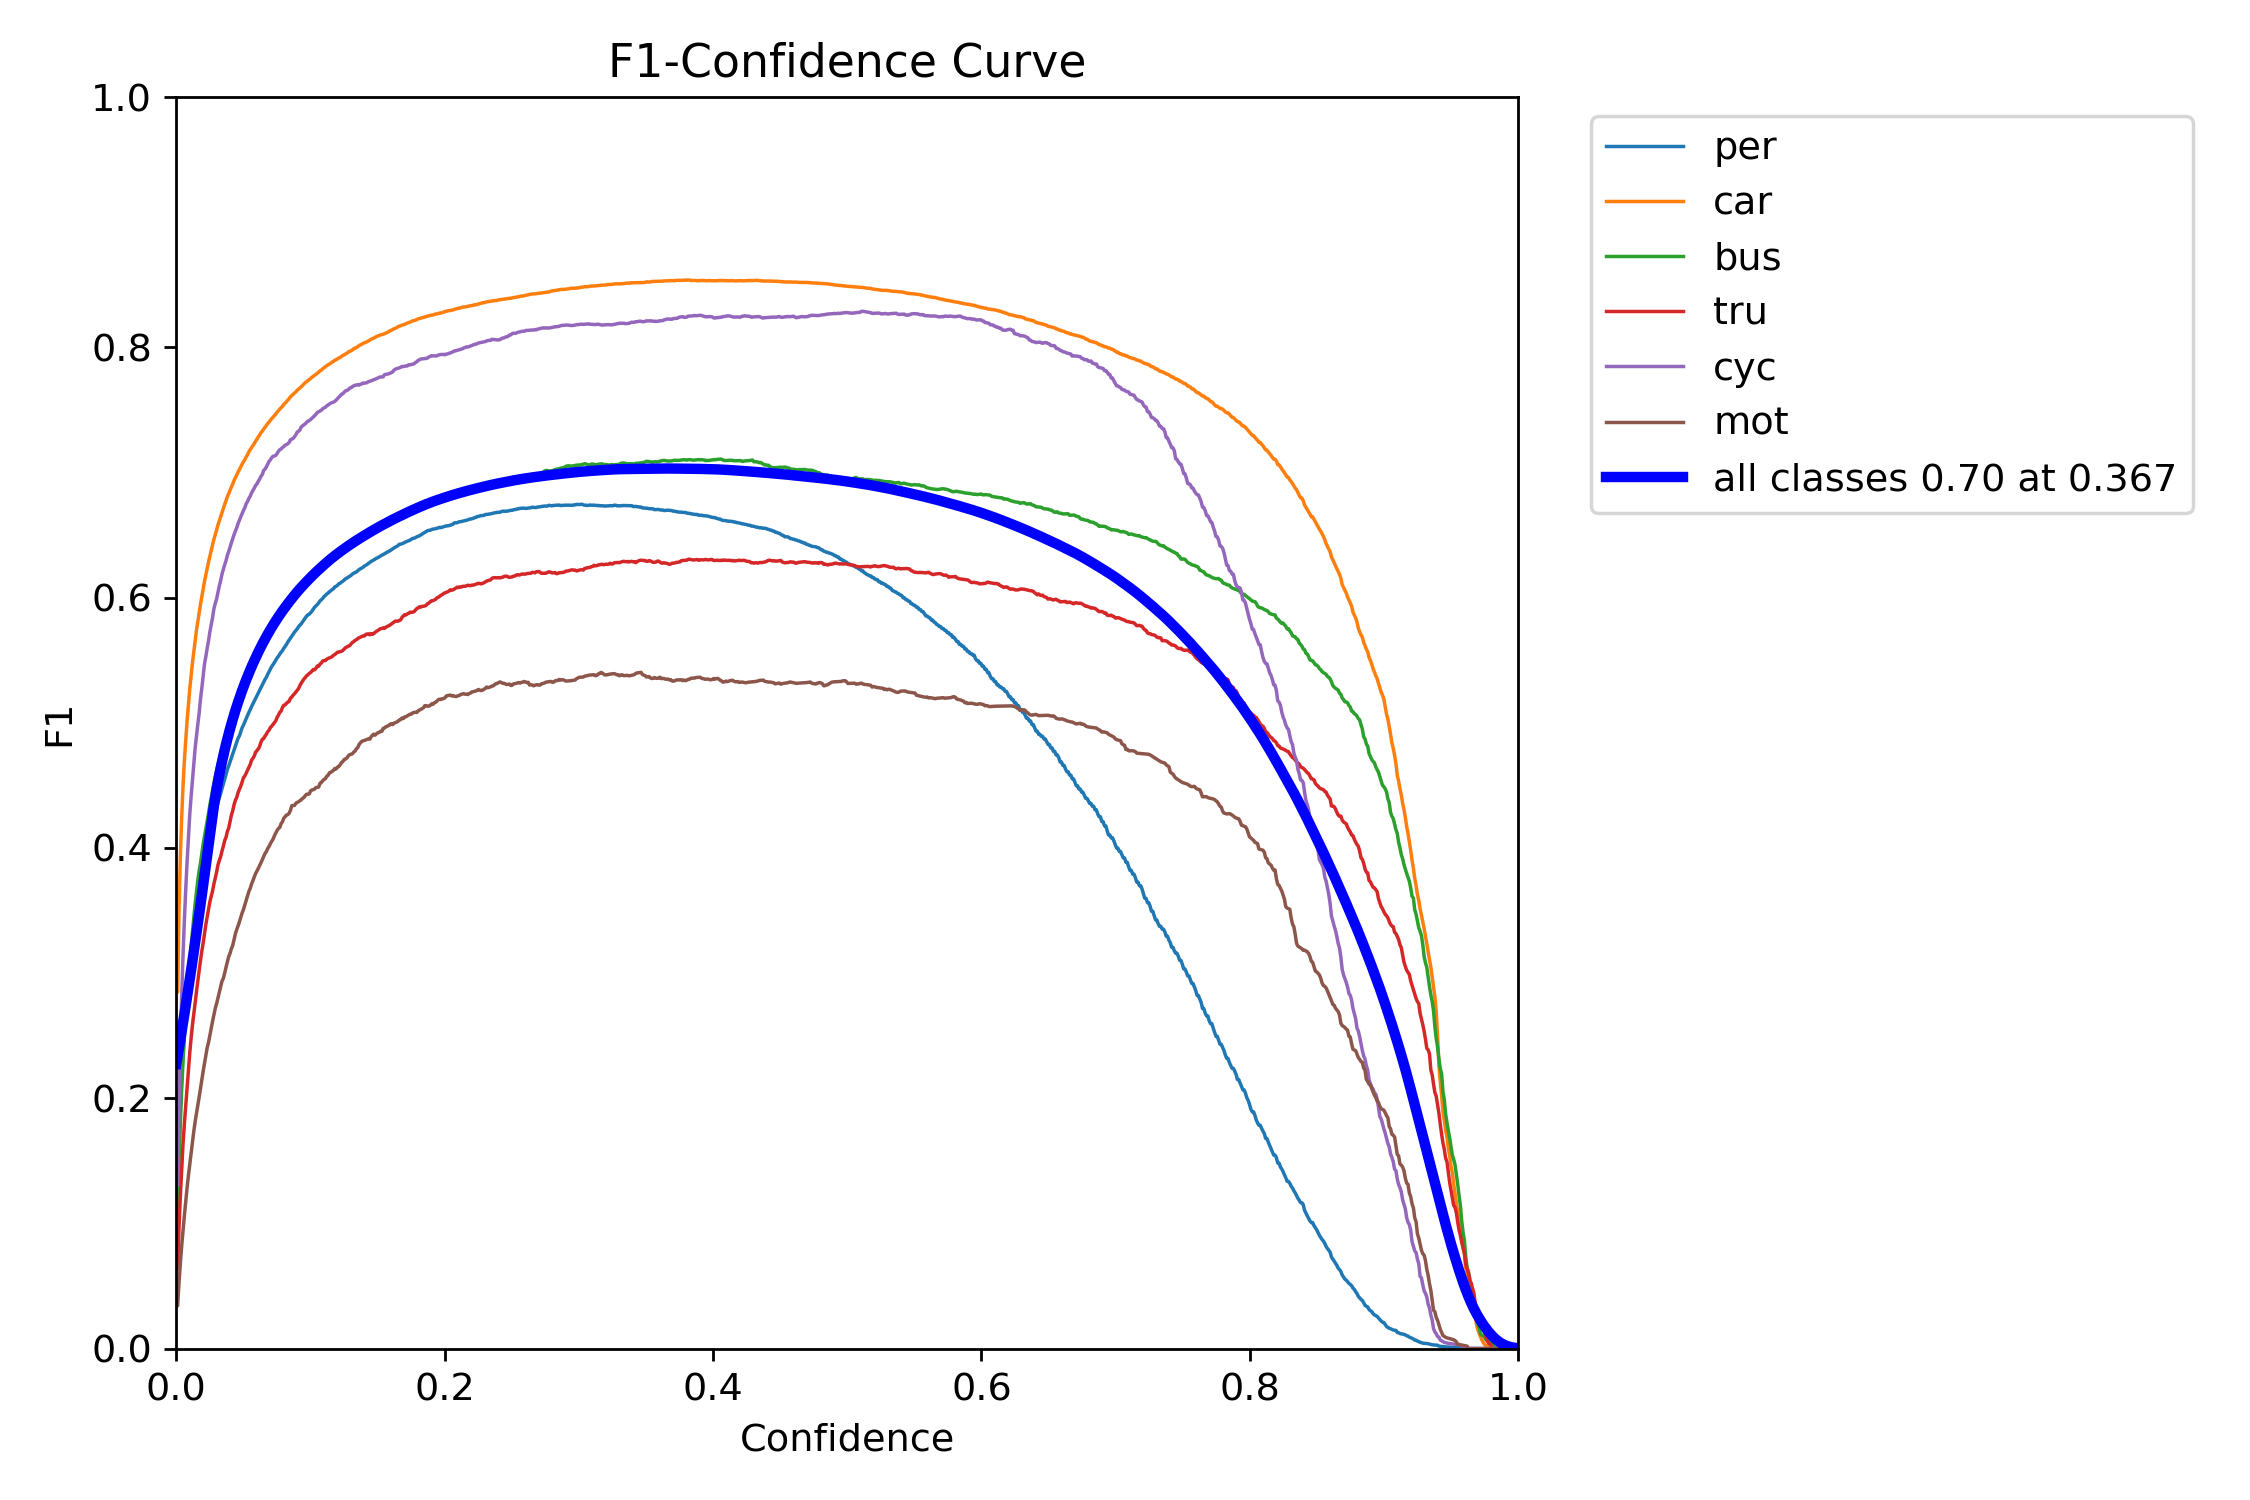 F1-Confidence Curve
1.0
0.8
0.6
0.4
0.2
0.0
F1
0.0 0.2 0.4 0.6 0.8 1.0
Confidence
per
car
bus
tru
cyc
mot
all classes 0.70 at 0.367